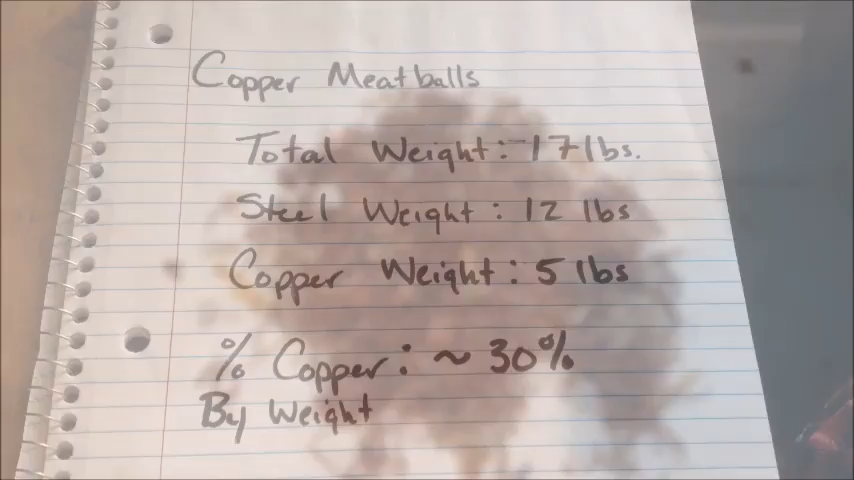 Copper Meatballs
Total Weight: 17 lbs.
Steel Weight: 12 lbs
Copper Weight: 5 lbs
% Copper: ~ 30%
By Weight